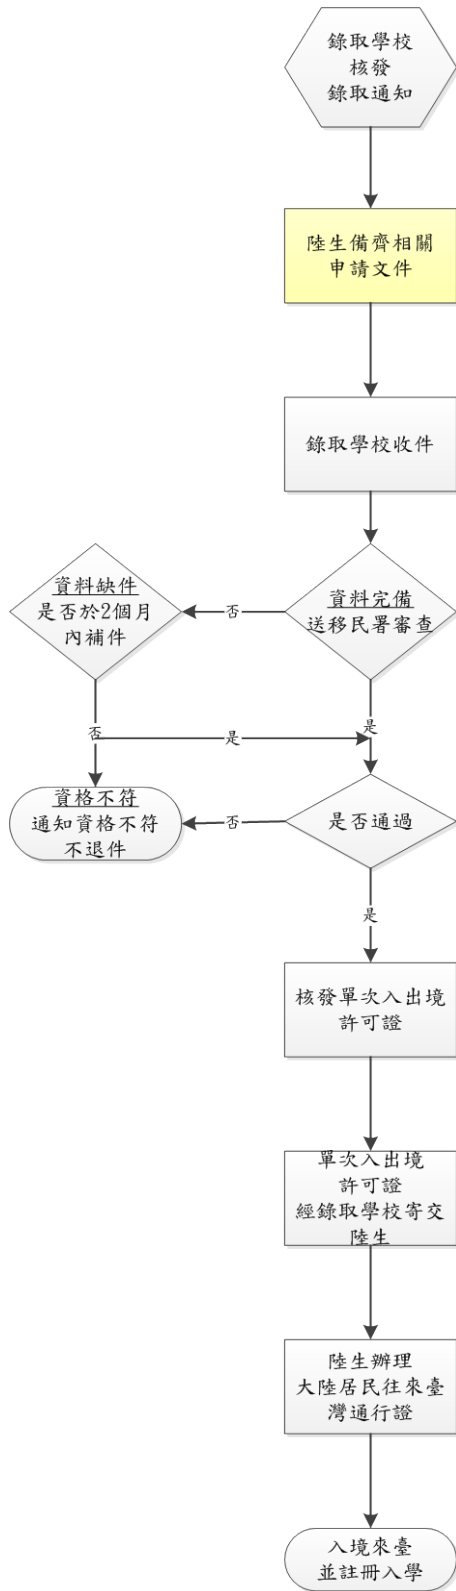 錄取學校
核發
錄取通知
陸生備齊相關
申請文件
錄取學校收件
資料完備
送移民署審查
否
資料缺件
是否於2個月
內補件
否
是
是
資格不符
通知資格不符
不退件
否
是否通過
是
核發單次入出境
許可證
單次入出境
許可證
經錄取學校寄交
陸生
陸生辦理
大陸居民往來臺
灣通行證
入境來臺
並註冊入學